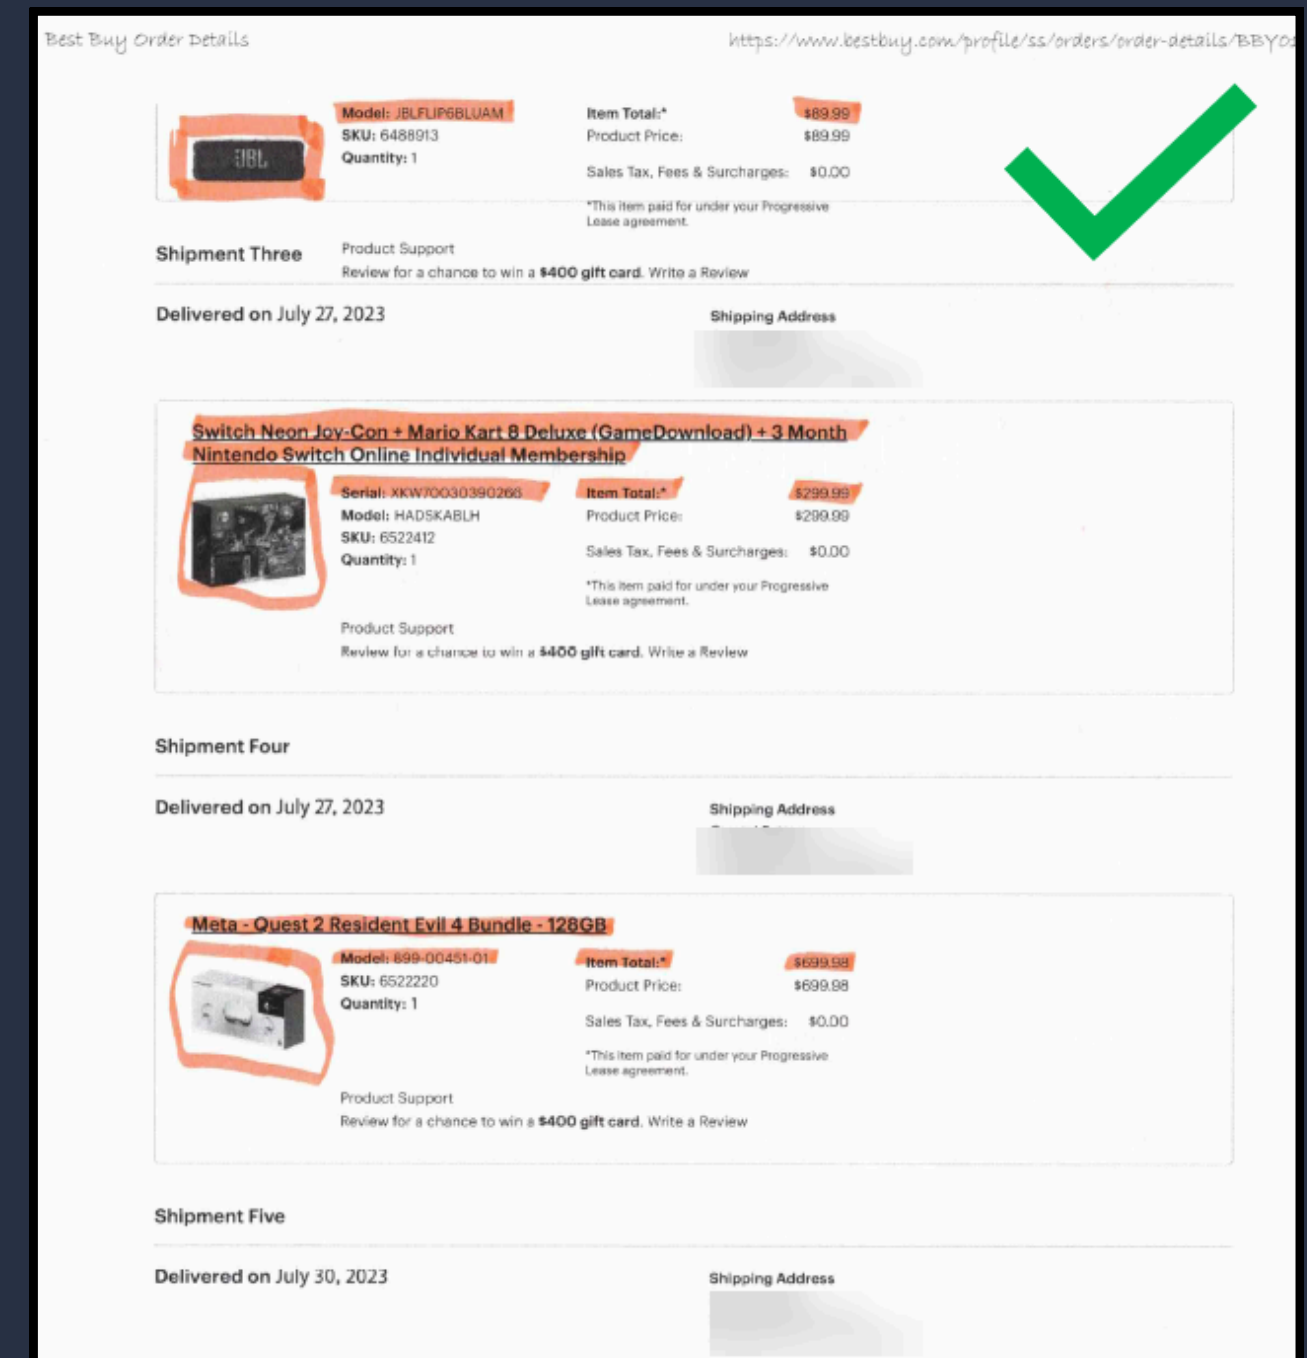 Best Buy Order Details https://www.bestbuy.com/profile/ss/orders/order-details/BBY01
JBL
Model: JBLFLIP6BLUAM
SKU: 6488913
Quantity: 1
Item Total:* $89.99
Product Price: $89.99
Sales Tax, Fees & Surcharges: $0.00
*This item paid for under your Progressive
Lease agreement.
Product Support
Review for a chance to win a $400 gift card. Write a Review
Shipment Three
Delivered on July 27, 2023
Shipping Address
Switch Neon Joy-Con + Mario Kart 8 Deluxe (GameDownload) + 3 Month
Nintendo Switch Online Individual Membership
Serial: XKW70030390266
Model: HADSKABLH
SKU: 6522412
Quantity: 1
Item Total:* $299.99
Product Price: $299.99
Sales Tax, Fees & Surcharges: $0.00
*This item paid for under your Progressive
Lease agreement.
Product Support
Review for a chance to win a $400 gift card. Write a Review
Shipment Four
Delivered on July 27, 2023
Shipping Address
Meta - Quest 2 Resident Evil 4 Bundle - 128GB
Model: 899-00451-01
SKU: 6522220
Quantity: 1
Item Total:* $699.98
Product Price: $699.98
Sales Tax, Fees & Surcharges: $0.00
*This item paid for under your Progressive
Lease agreement.
Product Support
Review for a chance to win a $400 gift card. Write a Review
Shipment Five
Delivered on July 30, 2023
Shipping Address